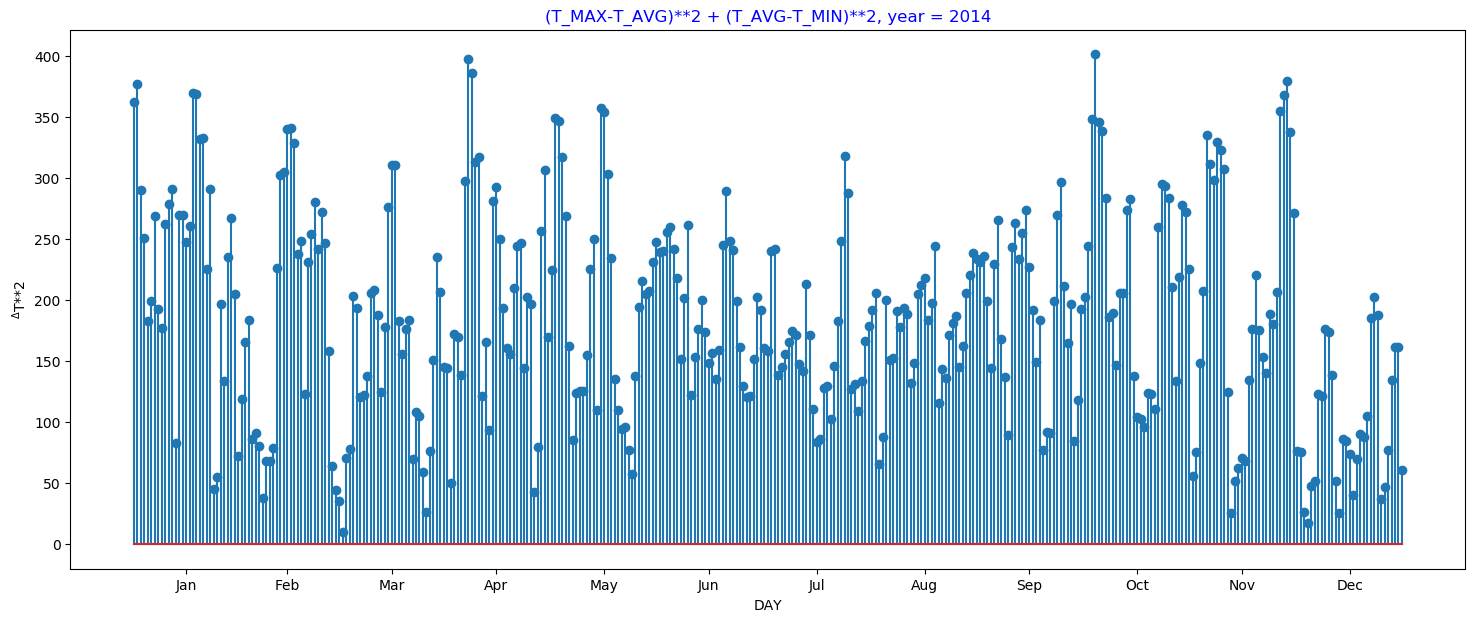 (T_MAX-T_AVG)**2 + (T_AVG-T_MIN)**2, year = 2014
400
350
300
250
200
150
100
50
0
ΔT**2
Jan Feb Mar Apr May Jun Jul Aug Sep Oct Nov Dec
DAY